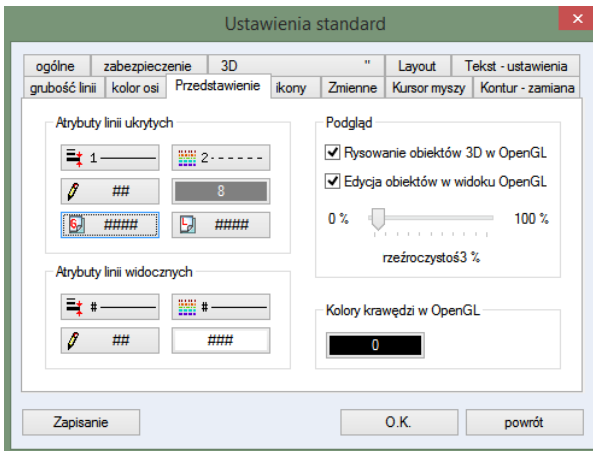 Ustawienia standard
ogólne zabezpieczenie 3D " Layout Tekst - ustawienia
grubość linii kolor osi Przedstawienie ikony Zmienne Kursor myszy Kontur - zamiana
Atrybuty linii ukrytych
1 2
## 8
#### ####
Atrybuty linii widocznych
# #
## ###
Podgląd
Rysowanie obiektów 3D w OpenGL
Edycja obiektów w widoku OpenGL
0 % 100 %
rzeźroczystoś3 %
Kolory krawędzi w OpenGL
0
Zapisanie O.K. powrót